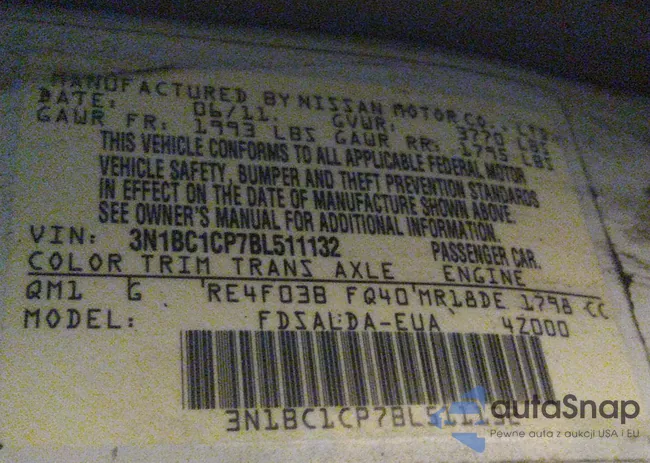 MANUFACTURED BY NISSAN MOTOR CO., LTD.
DATE: 06/11. GVWR: 3770 LBS
GAWR FR: 1993 LBS GAWR RR: 1795 LBS
THIS VEHICLE CONFORMS TO ALL APPLICABLE FEDERAL MOTOR
VEHICLE SAFETY, BUMPER AND THEFT PREVENTION STANDARDS
IN EFFECT ON THE DATE OF MANUFACTURE SHOWN ABOVE.
SEE OWNER'S MANUAL FOR ADDITIONAL INFORMATION.
VIN: 3N1BC1CP7BL511132 PASSENGER CAR.
COLOR TRIM TRANS AXLE ENGINE
QM1 G RE4F03B FQ40 MR18DE 1798 CC
MODEL: FDSALDA-EUA 4Z000
3N1BC1CP7BL511132
autaSnap
Pewne auta z aukcji USA i EU